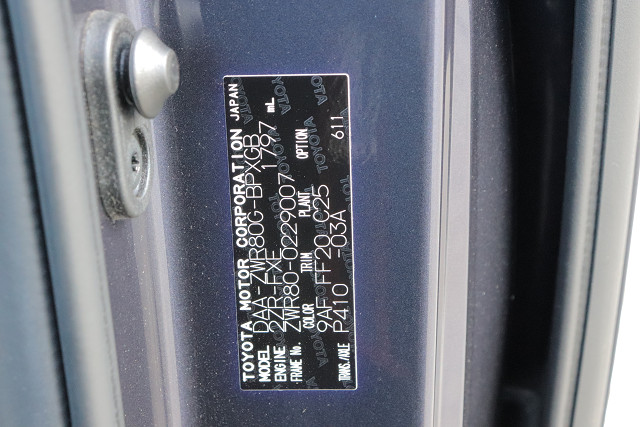 TOYOTA MOTOR CORPORATION JAPAN
MODEL DAA-ZWR80G-BPXGB
ENGINE 2ZR-FXE 1797 mL
FRAME No. ZWR80-0229007
COLOR TRIM PLANT OPTION
9AF FF20 C25 611
TRANS./AXLE P410 -03A